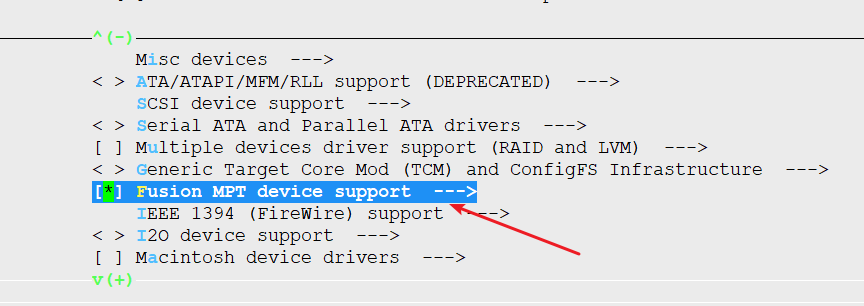 ^(-)
Misc devices  --->
< > ATA/ATAPI/MFM/RLL support (DEPRECATED)  --->
SCSI device support  --->
< > Serial ATA and Parallel ATA drivers  --->
[ ] Multiple devices driver support (RAID and LVM)  --->
< > Generic Target Core Mod (TCM) and ConfigFS Infrastructure  --->
[*] Fusion MPT device support  --->
IEEE 1394 (FireWire) support  --->
< > I2O device support  --->
[ ] Macintosh device drivers  --->
v(+)